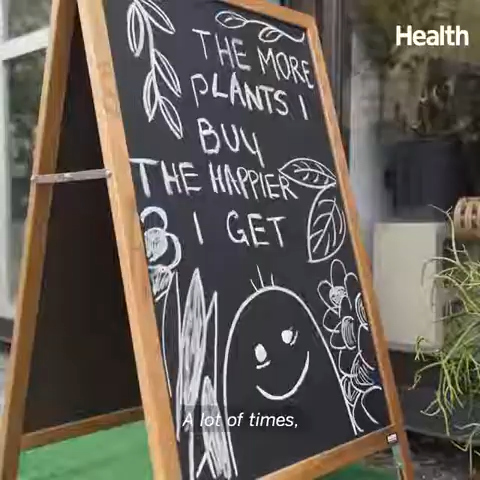 Health
THE MORE
PLANTS I
BUY
THE HAPPIER
I GET
A lot of times,